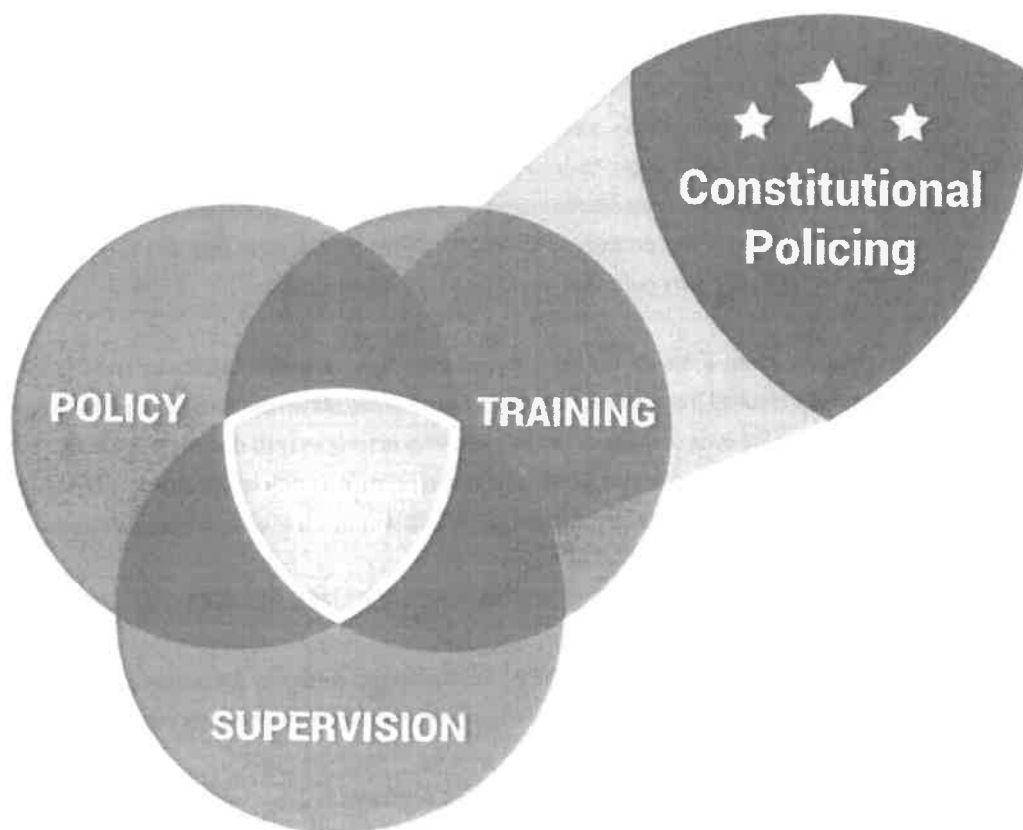 Constitutional
Policing
POLICY
TRAINING
SUPERVISION